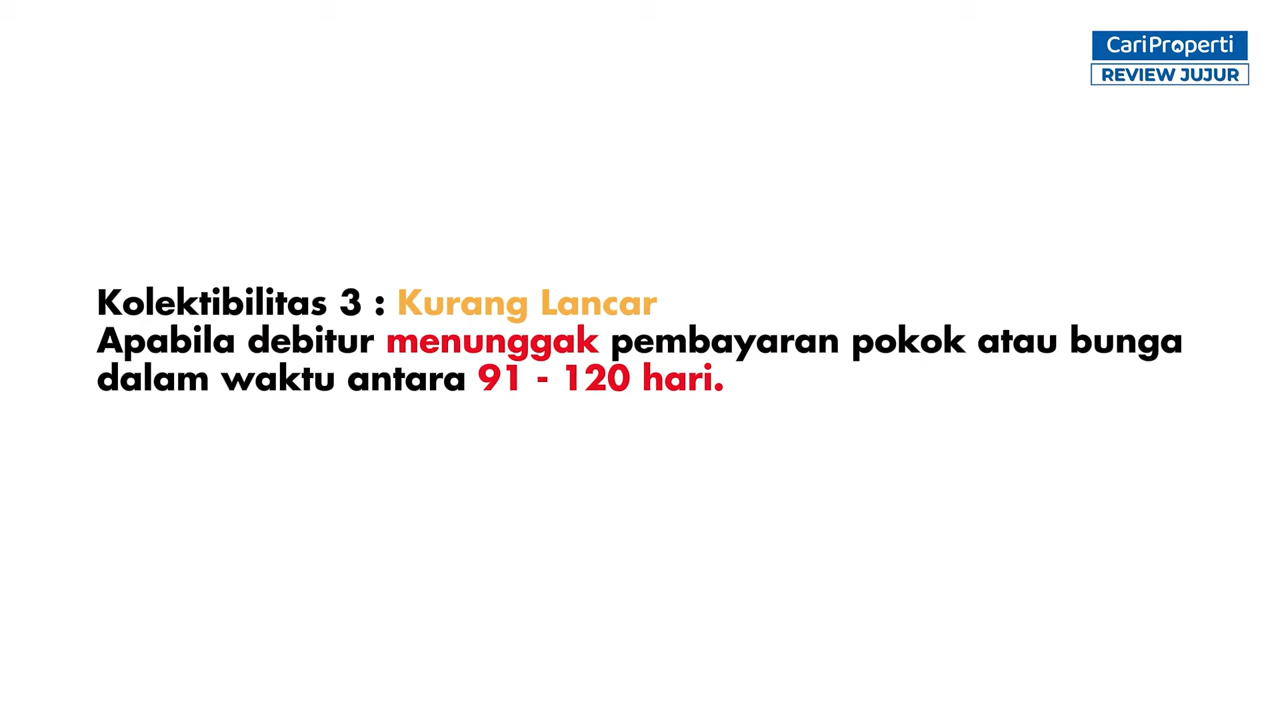 CariProperti
REVIEW JUJUR
Kolektibilitas 3 : Kurang Lancar
Apabila debitur menunggak pembayaran pokok atau bunga
dalam waktu antara 91 - 120 hari.